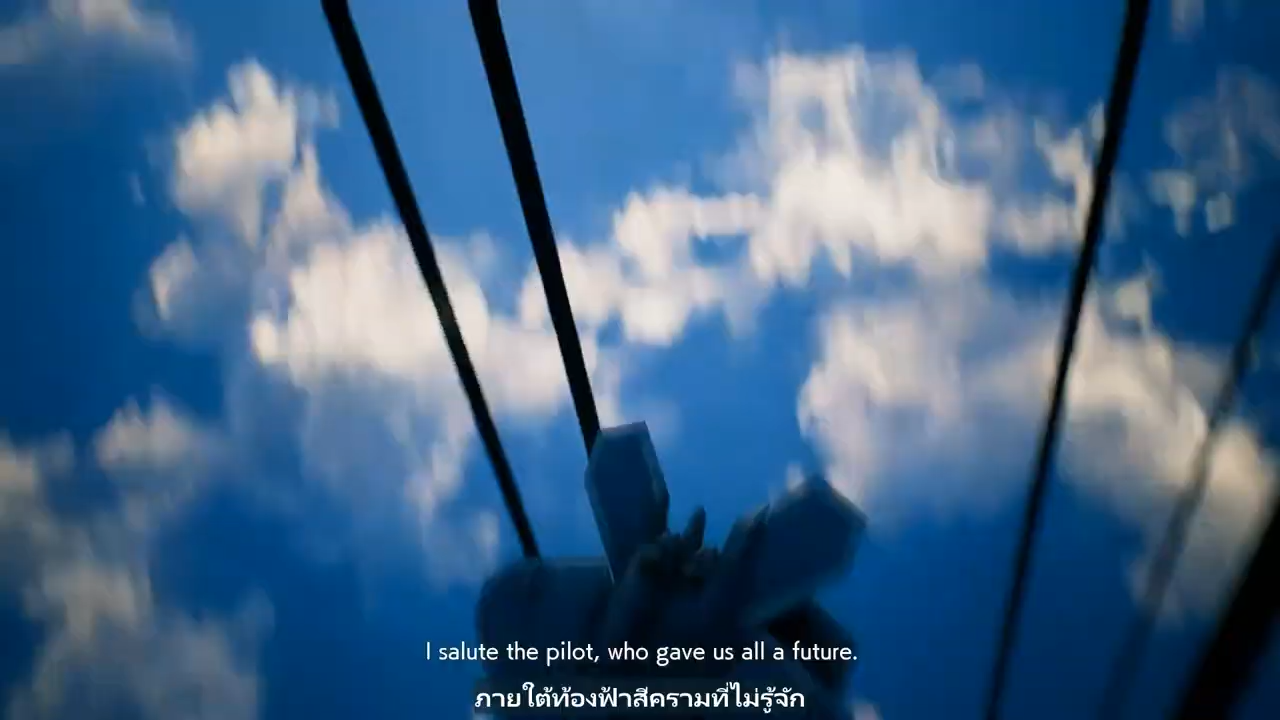 I salute the pilot, who gave us all a future.
ภายใต้ท้องฟ้าสีครามที่ไม่รู้จัก